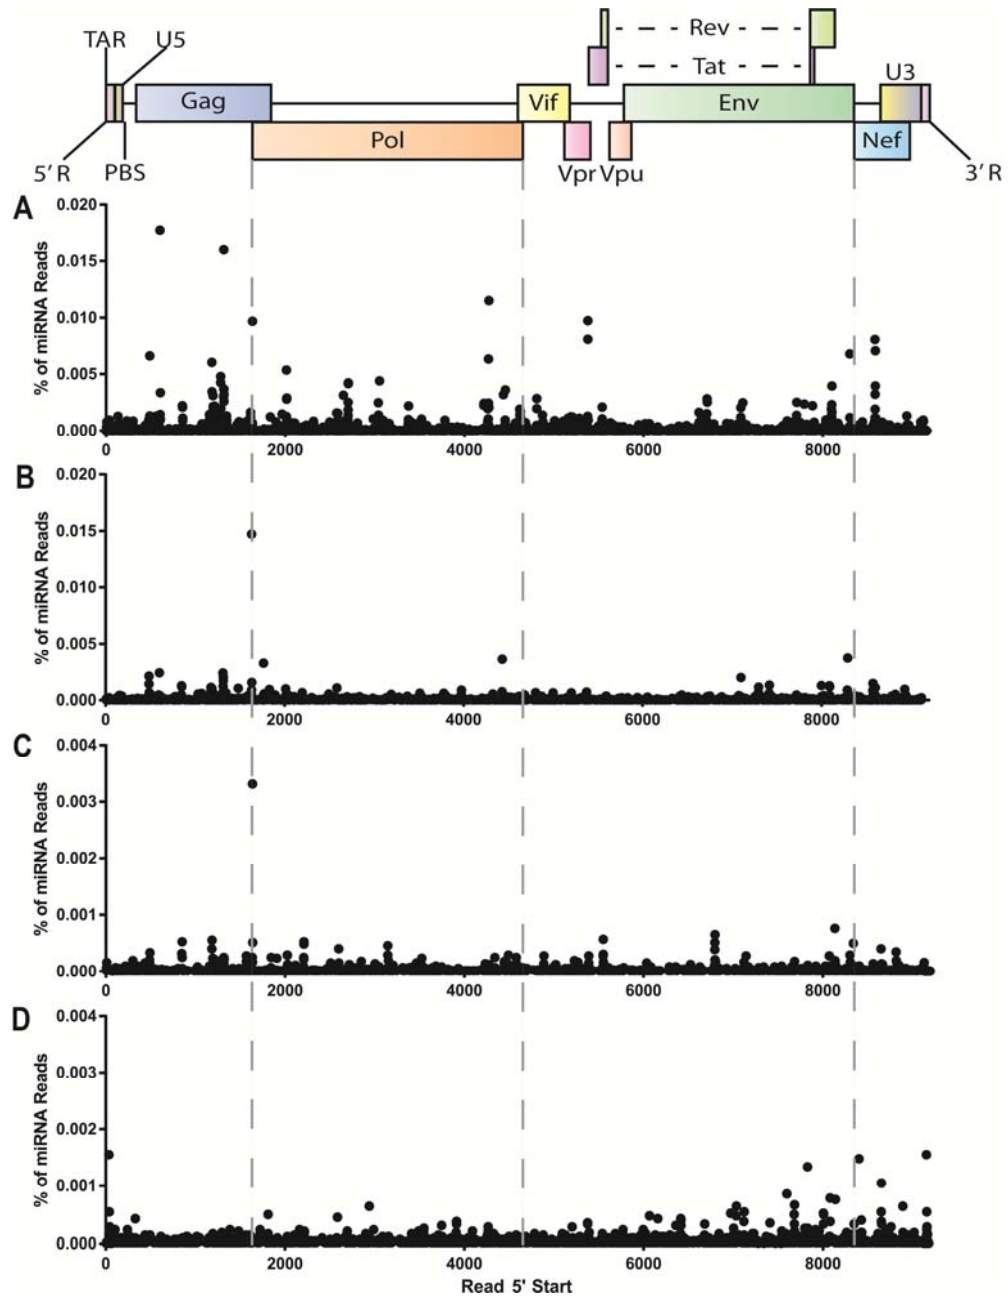 Rev
TAR U5 Tat U3
Gag Vif Env
Pol Nef
5' R PBS Vpr Vpu 3' R
A
% of miRNA Reads
0.020
0.015
0.010
0.005
0.000
0 2000 4000 6000 8000
B
% of miRNA Reads
0.020
0.015
0.010
0.005
0.000
0 2000 4000 6000 8000
C
% of miRNA Reads
0.004
0.003
0.002
0.001
0.000
0 2000 4000 6000 8000
D
% of miRNA Reads
0.004
0.003
0.002
0.001
0.000
0 2000 4000 6000 8000
Read 5' Start